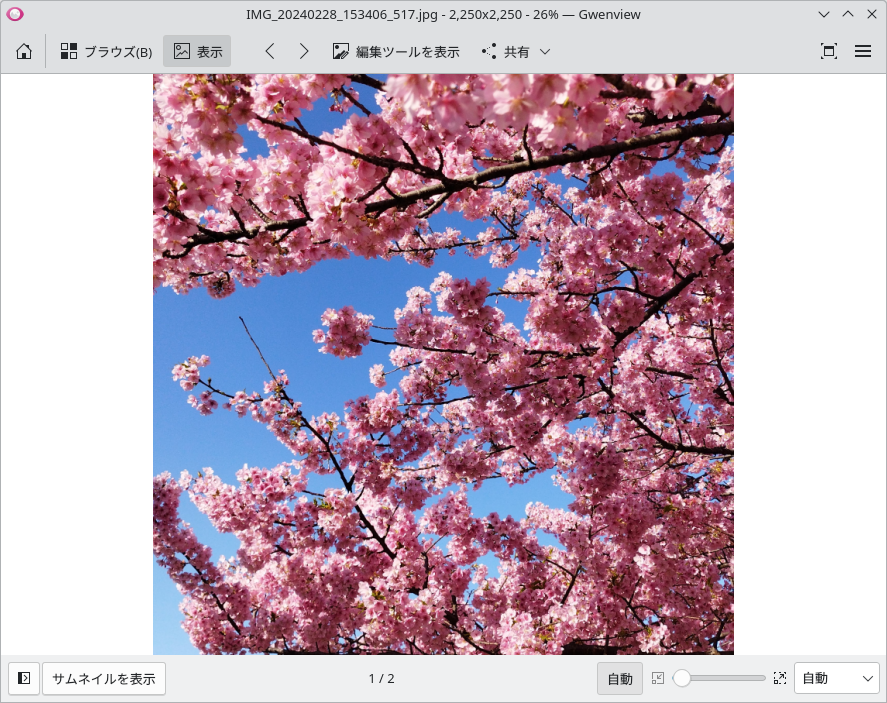 IMG_20240228_153406_517.jpg - 2,250x2,250 - 26% — Gwenview
ブラウズ(B) 表示 編集ツールを表示 共有
サムネイルを表示 1 / 2 自動 自動